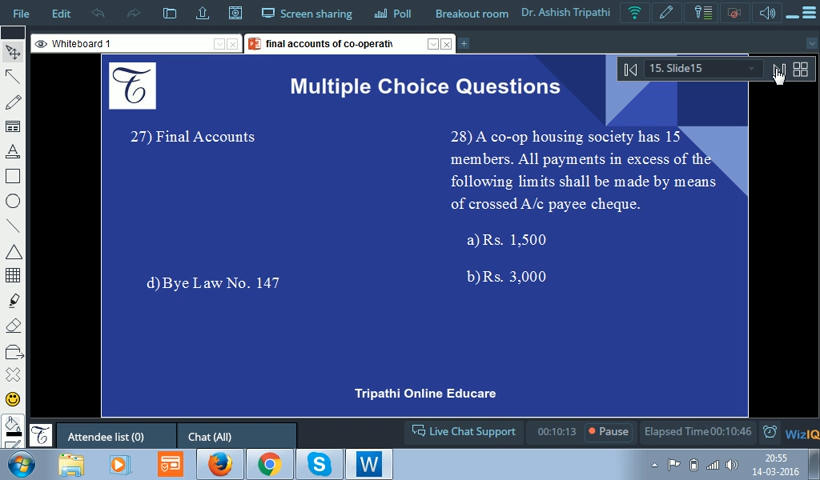 File Edit Screen sharing Poll Breakout room Dr. Ashish Tripathi
Whiteboard 1 final accounts of co-operati
15. Slide15
Multiple Choice Questions
27) Final Accounts
d) Bye Law No. 147
28) A co-op housing society has 15
members. All payments in excess of the
following limits shall be made by means
of crossed A/c payee cheque.
a) Rs. 1,500
b) Rs. 3,000
Tripathi Online Educare
Attendee list (0) Chat (All) Live Chat Support 00:10:13 Pause Elapsed Time 00:10:46 WizIQ
20:55
14-03-2016